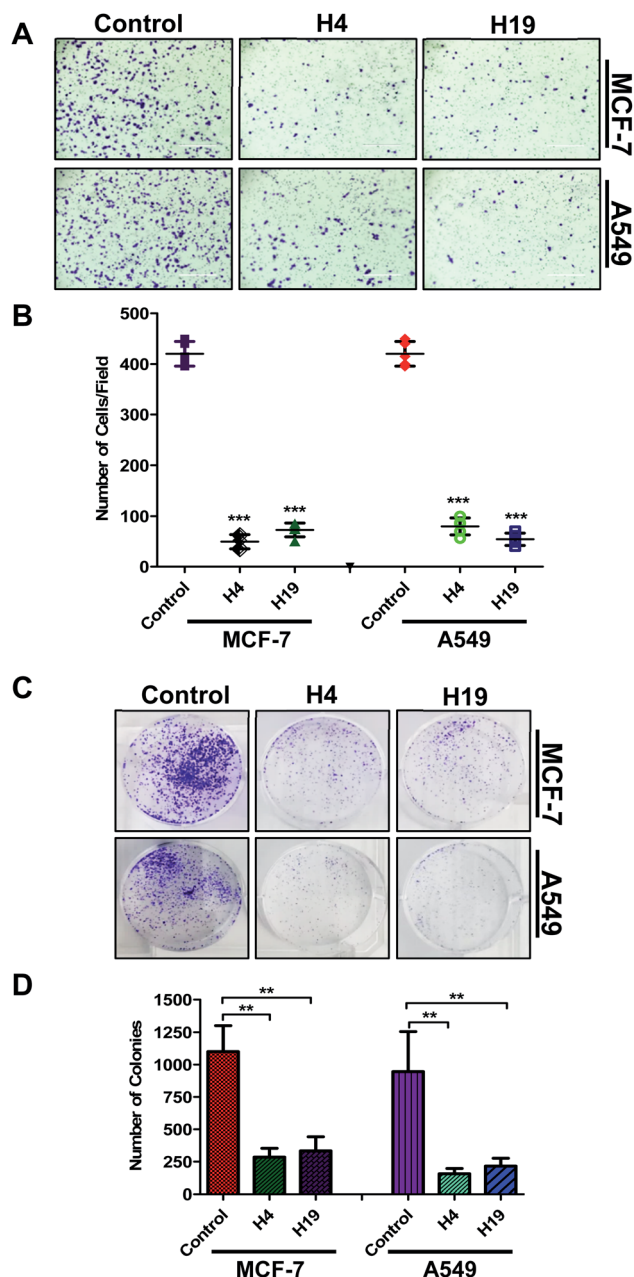 A
Control H4 H19
MCF-7
A549
B
Number of Cells/Field
500
400
300
200
100
0
*** *** *** ***
Control H4 H19 Control H4 H19
MCF-7 A549
C
Control H4 H19
MCF-7
A549
D
Number of Colonies
1500
1250
1000
750
500
250
0
** **
** **
Control H4 H19 Control H4 H19
MCF-7 A549